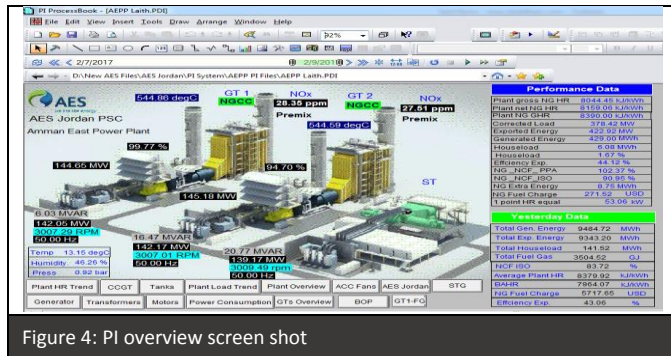 PI ProcessBook - [AEPP Laith.PDI]
File Edit View Insert Tools Draw Arrange Window Help
2/7/2017
D:\New AES Files\AES Jordan\PI System\AEPP PI Files\AEPP Laith.PDI
AES
AES Jordan PSC
Amman East Power Plant
544.86 degC
GT 1
NGCC
NOx
28.35 ppm
Premix
GT 2
NGCC
544.59 degC
NOx
27.51 ppm
Premix
99.77 %
144.65 MW
94.70 %
145.18 MW
ST
6.03 MVAR
142.05 MW
3007.29 RPM
50.00 Hz
16.47 MVAR
142.17 MW
3007.01 RPM
50.00 Hz
20.77 MVAR
139.17 MW
3009.49 rpm
50.00 Hz
Temp 13.15 degC
Humidity 46.26 %
Press 0.92 bar
Performance Data
Plant gross NG HR 8044.45 kJ/kWh
Plant net NG HR 8159.06 kJ/kWh
Plant NG GHR 8390.00 kJ/kWh
Corrected Load 378.42 MW
Exported Energy 422.92 MW
Generated Energy 429.00 MWh
Houseload 6.08 MWh
Houseload 1.67 %
Effciency Exp. 44.12 %
NG _NCF_ PPA 102.37 %
NG _NCF_ISO 90.95 %
NG Extra Energy 8.75 MWh
NG Fuel Charge 271.52 USD
1 point HR equal 53.06 kW
Yesterday Data
Total Gen. Energy 9484.72 MWh
Total Exp. Energy 9343.20 MWh
Total Houseload 141.52 MWh
Total Fuel Gas 3504.52 GJ
NCF ISO 83.72 %
Average Plant HR 8379.92 kJ/kWh
BAHR 7964.07 kJ/kWh
NG Fuel Charge 5717.65 USD
Effciency Exp. 43.06 %
Plant HR Trend CCGT Tanks Plant Load Trend Plant Overview ACC Fans AES Jordan STG
Generator Transformers Motors Power Consumption GTs Overview BOP GT1-FG
Figure 4: PI overview screen shot